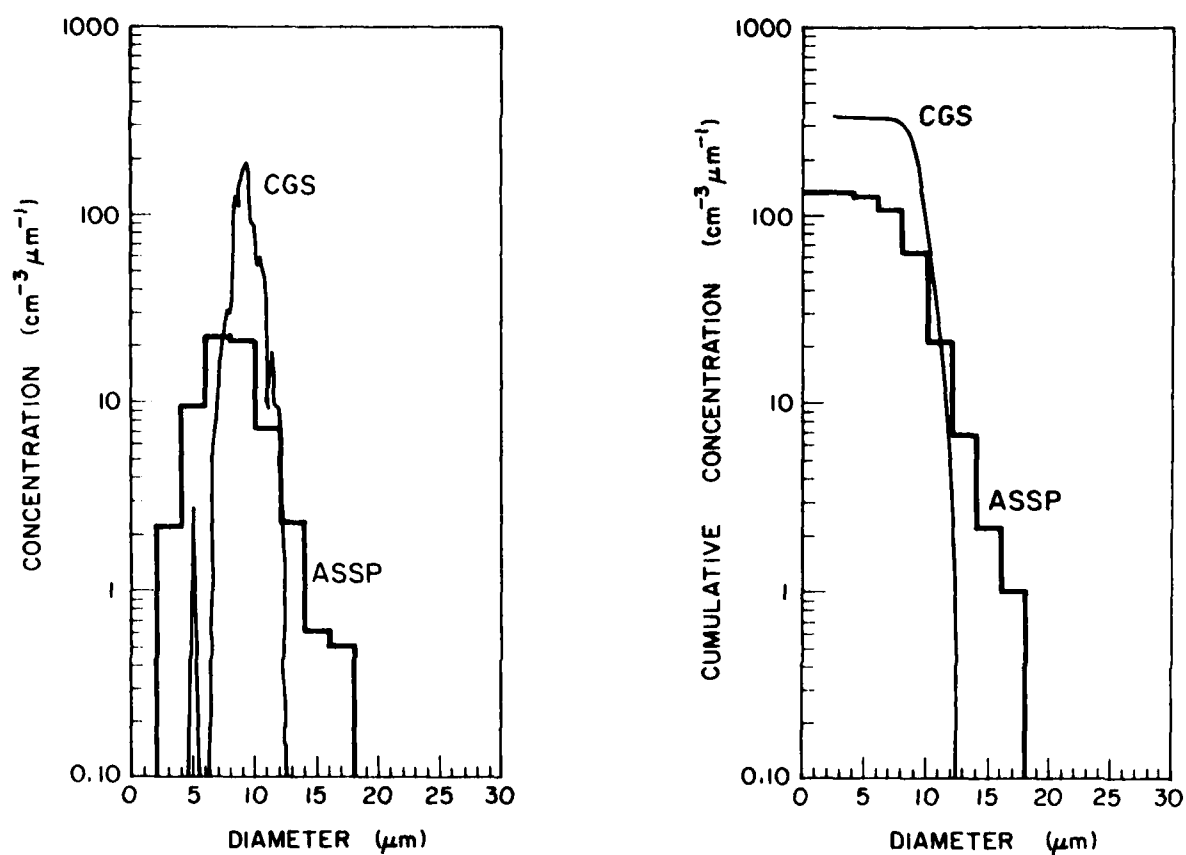 1000
100
10
1
0.10
CONCENTRATION (cm⁻³ μm⁻¹)
CGS
ASSP
0 5 10 15 20 25 30
DIAMETER (μm)
1000
100
10
1
0.10
CUMULATIVE CONCENTRATION (cm⁻³ μm⁻¹)
CGS
ASSP
0 5 10 15 20 25 30
DIAMETER (μm)